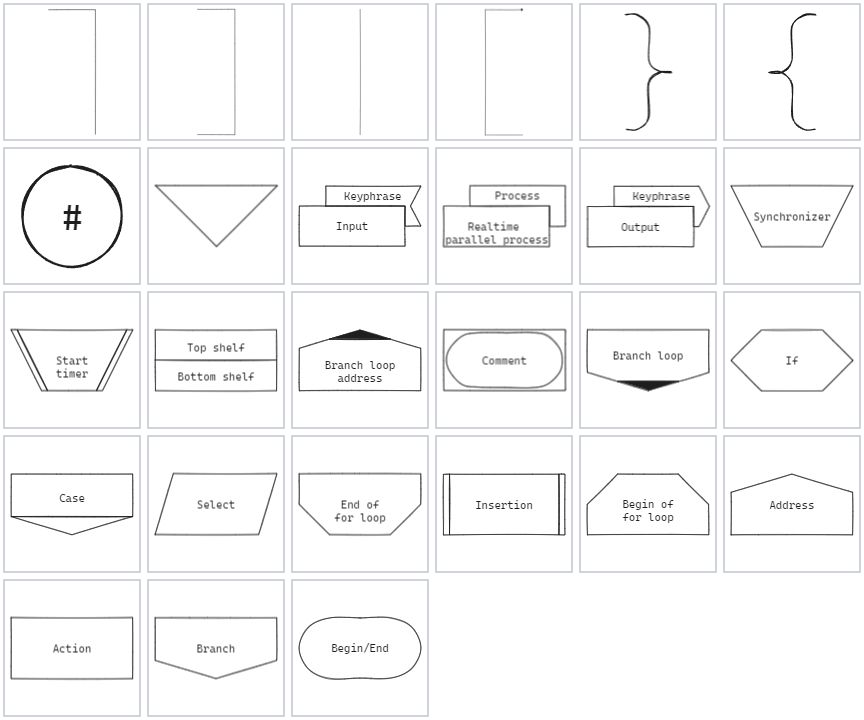 #
Keyphrase
Input
Process
Realtime
parallel process
Keyphrase
Output
Synchronizer
Start
timer
Top shelf
Bottom shelf
Branch loop
address
Comment
Branch loop
If
Case
Select
End of
for loop
Insertion
Begin of
for loop
Address
Action
Branch
Begin/End